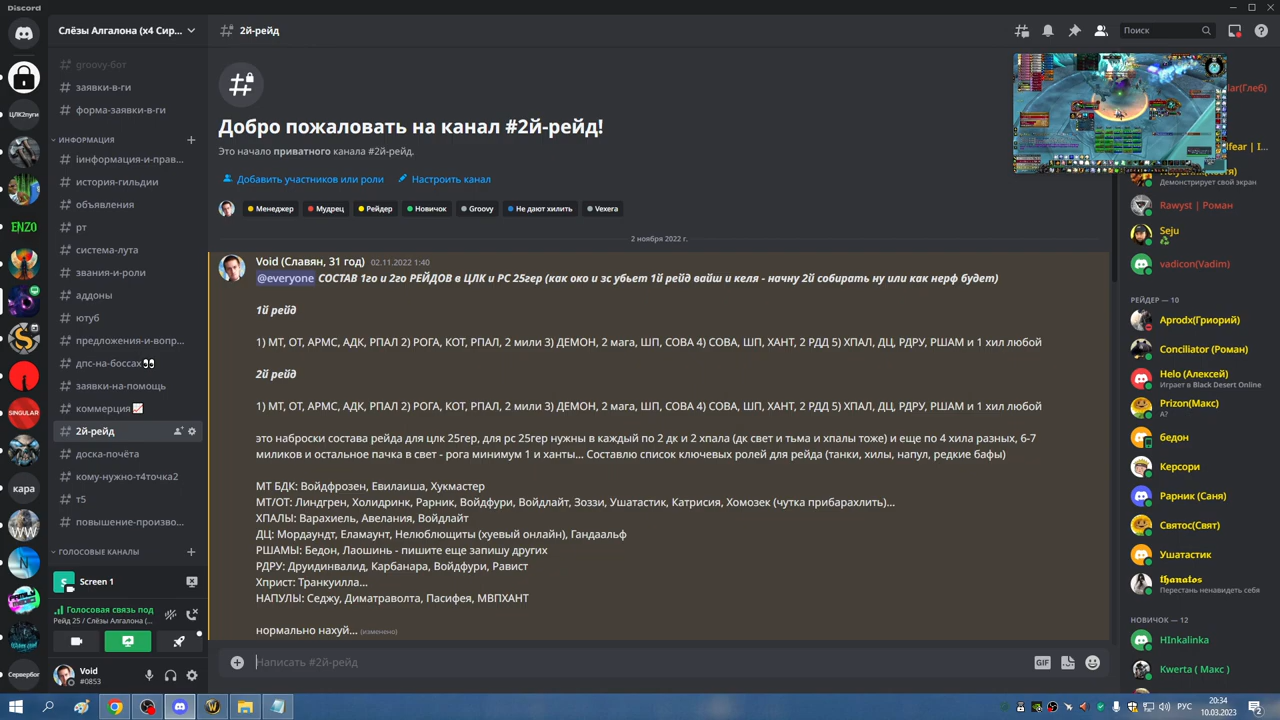 Discord
Слёзы Алгалона (x4 Сир...
2й-рейд
Поиск
groovy-бот
заявки-в-ги
форма-заявки-в-ги
ИНФОРМАЦИЯ
информация-и-прав...
история-гильдии
объявления
рт
система-лута
звания-и-роли
аддоны
ютуб
предложения-и-вопр...
дпс-на-боссах
заявки-на-помощь
коммерция
2й-рейд
доска-почёта
кому-нужно-т4точка2
т5
повышение-произво...
ГОЛОСОВЫЕ КАНАЛЫ
Screen 1
Голосовая связь под
Рейд 25 / Слёзы Алгалона (...
Void
#0853
ЦЛК2пуги
ENZO
SINGULAR
кара
WW
Сервербог
Добро пожаловать на канал #2й-рейд!
Это начало приватного канала #2й-рейд.
Добавить участников или роли
Настроить канал
Менеджер
Мудрец
Рейдер
Новичок
Groovy
Не дают хилить
Vexera
2 ноября 2022 г.
Void (Славян, 31 год) 02.11.2022 1:40
@everyone СОСТАВ 1го и 2го РЕЙДОВ в ЦЛК и РС 25гер (как око и зс убьет 1й рейд вайш и келя - начну 2й собирать ну или как нерф будет)
1й рейд
1) МТ, ОТ, АРМС, АДК, РПАЛ 2) РОГА, КОТ, РПАЛ, 2 мили 3) ДЕМОН, 2 мага, ШП, СОВА 4) СОВА, ШП, ХАНТ, 2 РДД 5) ХПАЛ, ДЦ, РДРУ, РШАМ и 1 хил любой
2й рейд
1) МТ, ОТ, АРМС, АДК, РПАЛ 2) РОГА, КОТ, РПАЛ, 2 мили 3) ДЕМОН, 2 мага, ШП, СОВА 4) СОВА, ШП, ХАНТ, 2 РДД 5) ХПАЛ, ДЦ, РДРУ, РШАМ и 1 хил любой
это наброски состава рейда для цлк 25гер, для рс 25гер нужны в каждый по 2 дк и 2 хпала (дк свет и тьма и хпалы тоже) и еще по 4 хила разных, 6-7
миликов и остальное пачка в свет - рога минимум 1 и ханты... Составлю список ключевых ролей для рейда (танки, хилы, напул, редкие бафы)
МТ БДК: Войдфрозен, Евилаиша, Хукмастер
МТ/ОТ: Линдгрен, Холидринк, Рарник, Войдфури, Войдлайт, Зоззи, Ушатастик, Катрисия, Хомозек (чутка прибарахлить)...
ХПАЛЫ: Варахиель, Авелания, Войдлайт
ДЦ: Мордаундт, Еламаунт, Нелюблющиты (хуевый онлайн), Гандаальф
РШАМЫ: Бедон, Лаошинь - пишите еще запишу других
РДРУ: Друидинвалид, Карбанара, Войдфури, Равист
Хприст: Транкуилла...
НАПУЛЫ: Седжу, Диматраволта, Пасифея, МВПХАНТ
нормально нахуй... (изменено)
Написать #2й-рейд
GIF
lar(Глеб)
lfear | I...
Демонстрирует свой экран
Rawyst | Роман
Seju
vadicon(Vadim)
РЕЙДЕР — 10
Aprodx(Гриорий)
Conciliator (Роман)
Helo (Алексей)
Играет в Black Desert Online
Prizon(Макс)
А?
бедон
Керсори
Рарник (Саня)
Святос(Свят)
Ушатастик
Thanatos
Перестань ненавидеть себя
НОВИЧОК — 12
HInkalinka
Kwerta ( Макс )
РУС
20:34
10.03.2023
2